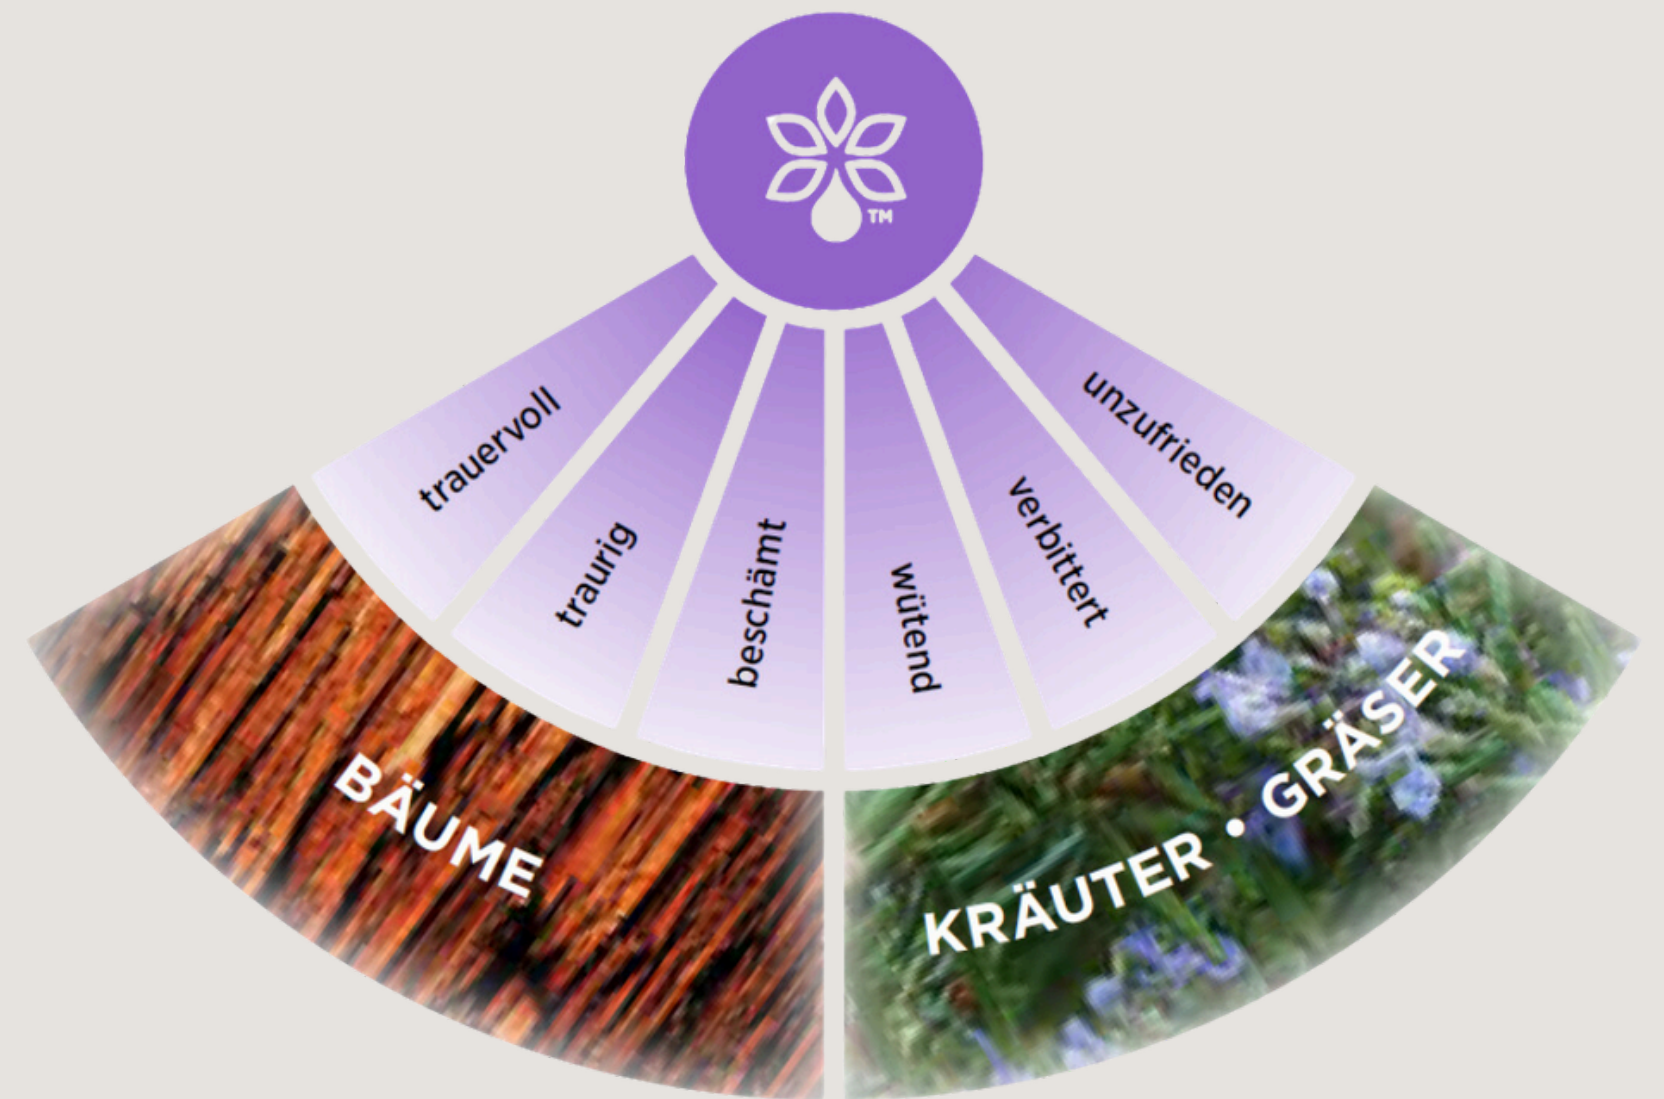 TM
trauervoll
traurig
beschämt
wütend
verbittert
unzufrieden
BÄUME
KRÄUTER • GRÄSER